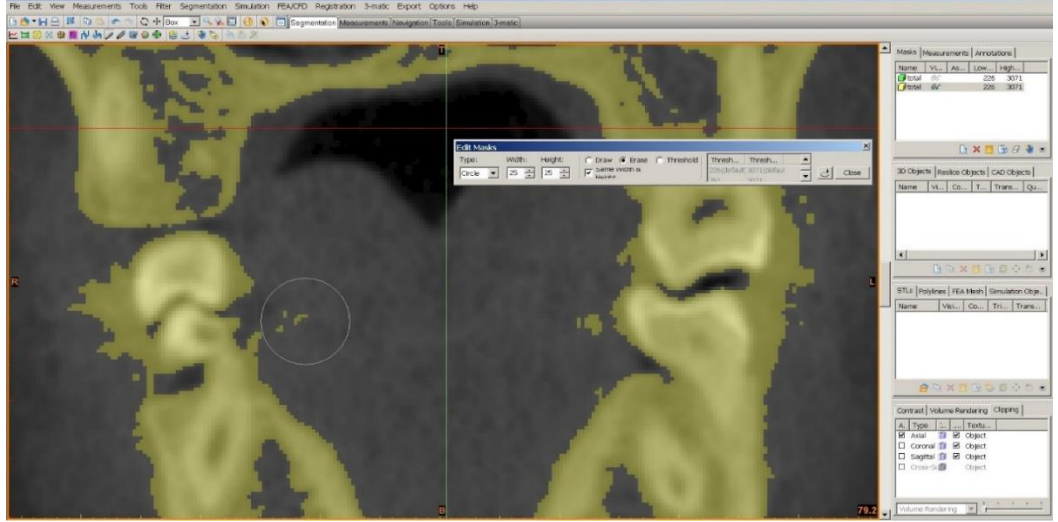 File Edit View Measurements Tools Filter Segmentation Simulation FEA/CFD Registration 3-matic Export Options Help
Box Segmentation Measurements Navigation Tools Simulation 3-matic
T
Masks Measurements Annotations
Name Vi... As... Low... High...
total 226 3071
total 226 3071
Edit Masks
Type: Width: Height: Draw Erase Threshold Thresh... Thresh...
Circle 25 25 Same Width & Height Close
3D Objects Replica Objects CAD Objects
Name Vi... Co... T... Trans... Qu...
R
L
STLs Polylines FEA Mesh Simulation Obje..
Name Visi... Co... Tri... Trans...
Contrast Volume Rendering Clipping
A. Type Textu...
Axial Object
Coronal Object
Sagittal Object
Object
Volume Rendering
B
79.2